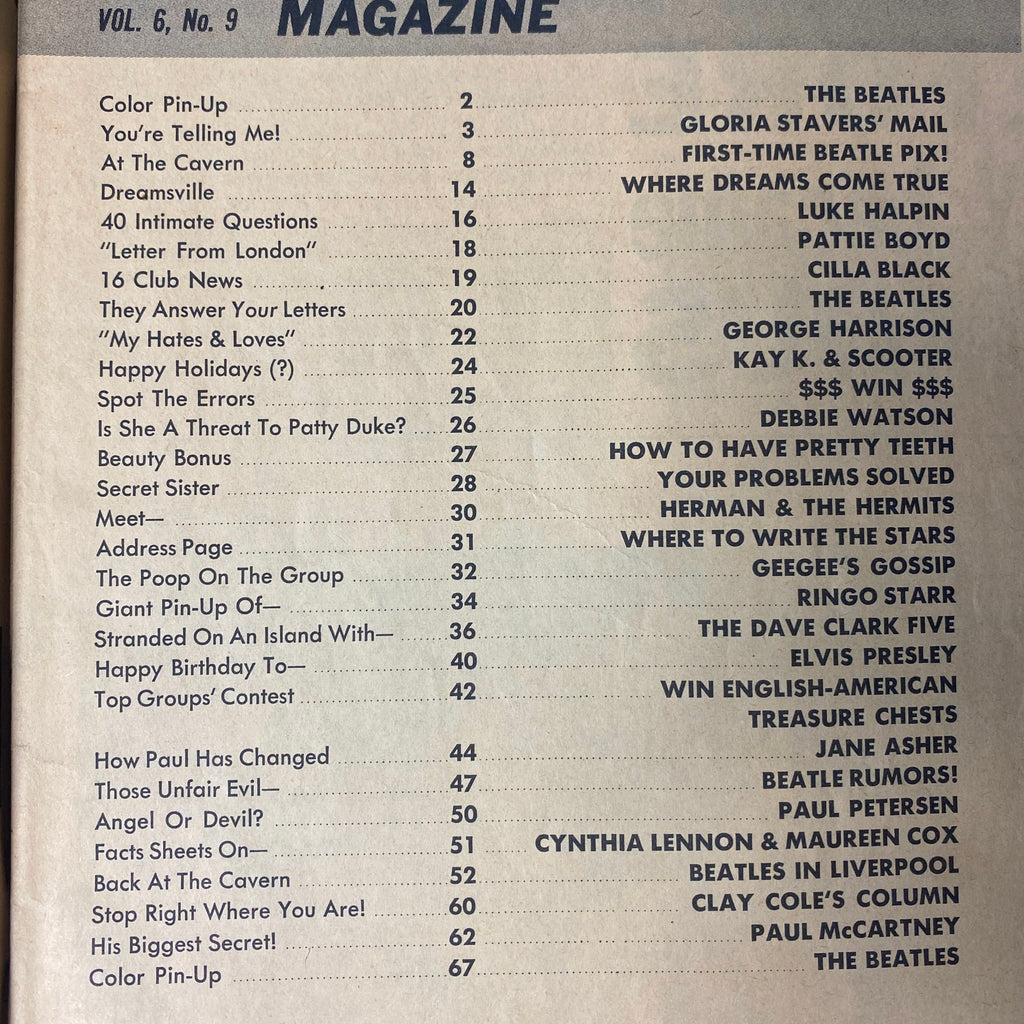 VOL. 6, No. 9 MAGAZINE
Color Pin-Up 2 THE BEATLES
You're Telling Me! 3 GLORIA STAVERS' MAIL
At The Cavern 8 FIRST-TIME BEATLE PIX!
Dreamsville 14 WHERE DREAMS COME TRUE
40 Intimate Questions 16 LUKE HALPIN
"Letter From London" 18 PATTIE BOYD
16 Club News 19 CILLA BLACK
They Answer Your Letters 20 THE BEATLES
"My Hates & Loves" 22 GEORGE HARRISON
Happy Holidays (?) 24 KAY K. & SCOOTER
Spot The Errors 25 $$$ WIN $$$
Is She A Threat To Patty Duke? 26 DEBBIE WATSON
Beauty Bonus 27 HOW TO HAVE PRETTY TEETH
Secret Sister 28 YOUR PROBLEMS SOLVED
Meet— 30 HERMAN & THE HERMITS
Address Page 31 WHERE TO WRITE THE STARS
The Poop On The Group 32 GEEGEE'S GOSSIP
Giant Pin-Up Of— 34 RINGO STARR
Stranded On An Island With— 36 THE DAVE CLARK FIVE
Happy Birthday To— 40 ELVIS PRESLEY
Top Groups' Contest 42 WIN ENGLISH-AMERICAN
TREASURE CHESTS
How Paul Has Changed 44 JANE ASHER
Those Unfair Evil— 47 BEATLE RUMORS!
Angel Or Devil? 50 PAUL PETERSEN
Facts Sheets On— 51 CYNTHIA LENNON & MAUREEN COX
Back At The Cavern 52 BEATLES IN LIVERPOOL
Stop Right Where You Are! 60 CLAY COLE'S COLUMN
His Biggest Secret! 62 PAUL McCARTNEY
Color Pin-Up 67 THE BEATLES